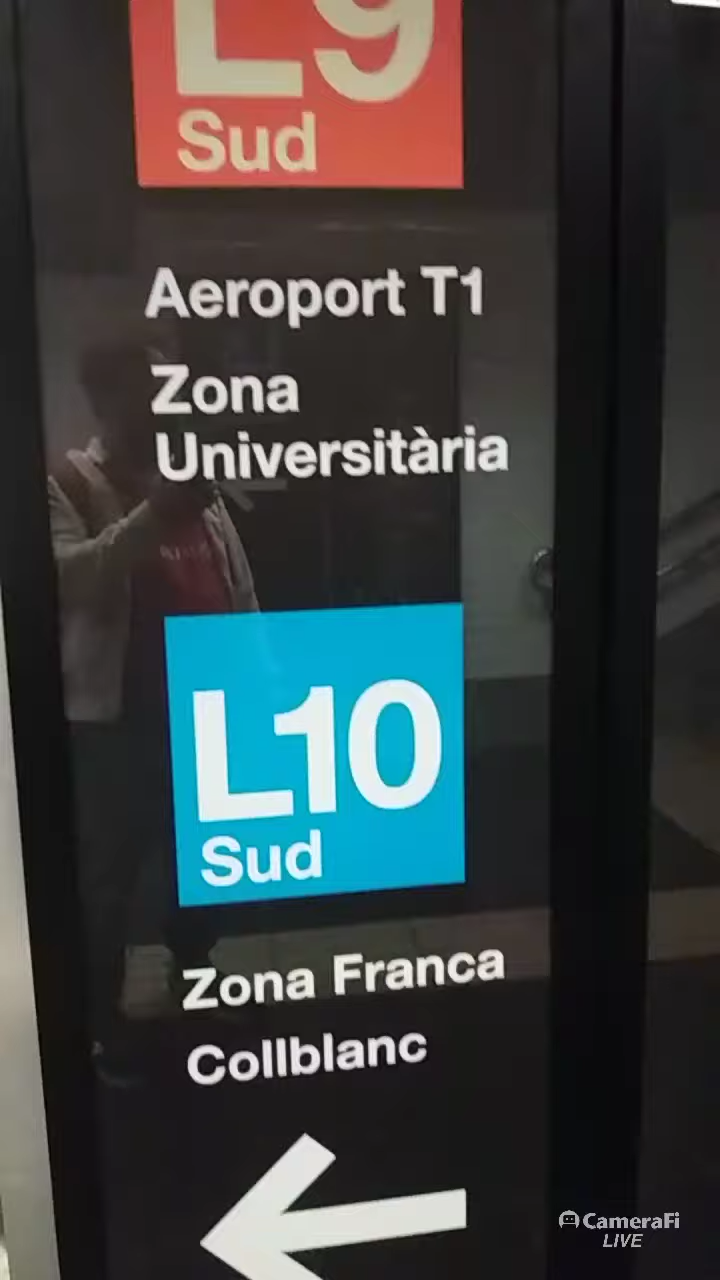 L9
Sud
Aeroport T1
Zona
Universitària
L10
Sud
Zona Franca
Collblanc
CameraFi
LIVE